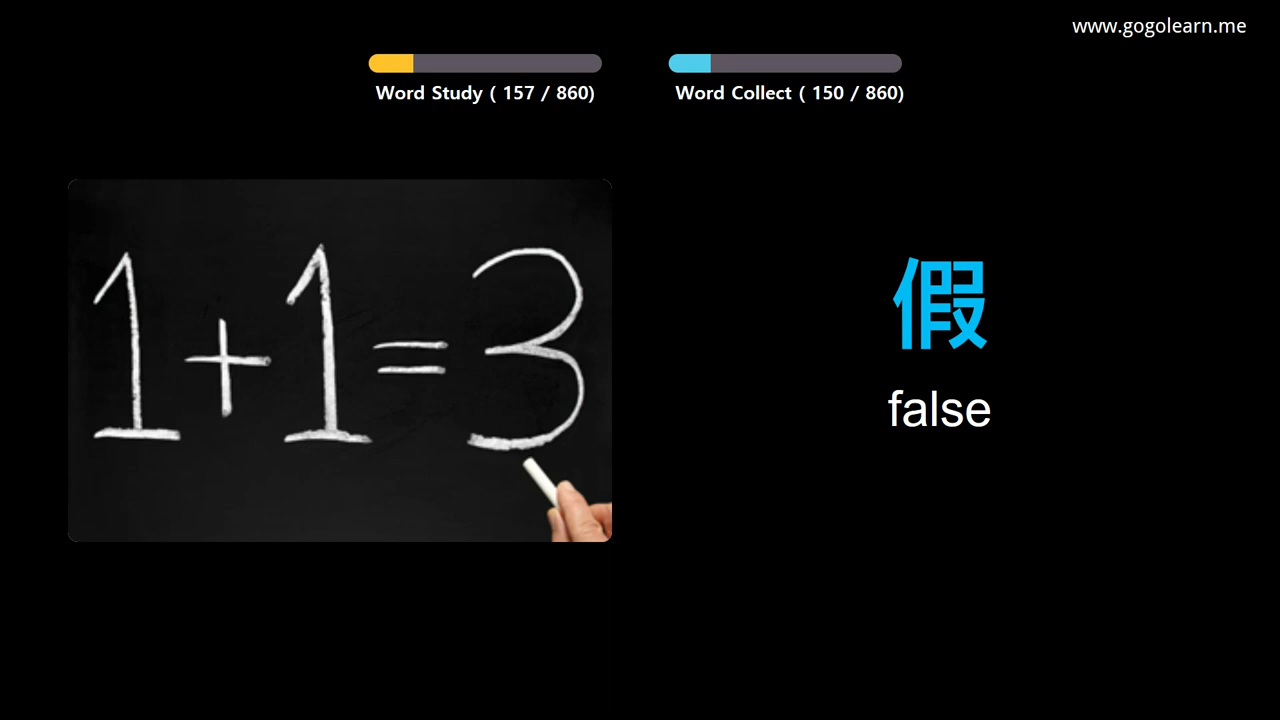 www.gogolearn.me
Word Study ( 157 / 860)
Word Collect ( 150 / 860)
1+1=3
假
false